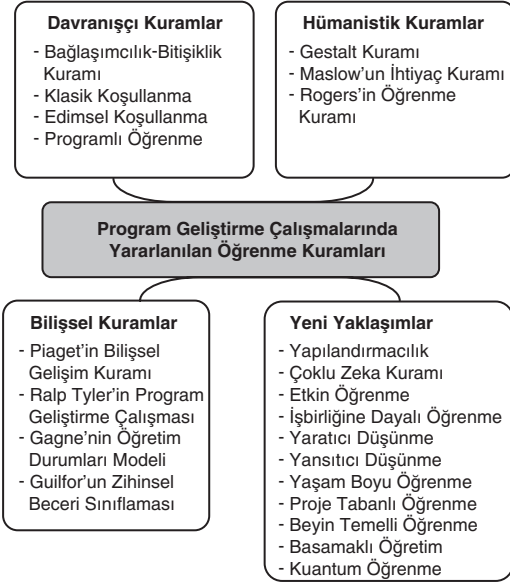 Davranışçı Kuramlar
- Bağlaşımcılık-Bitişiklik
Kuramı
- Klasik Koşullanma
- Edimsel Koşullanma
- Programlı Öğrenme
Hümanistik Kuramlar
- Gestalt Kuramı
- Maslow'un İhtiyaç Kuramı
- Rogers'in Öğrenme
Kuramı
Program Geliştirme Çalışmalarında
Yararlanılan Öğrenme Kuramları
Bilişsel Kuramlar
- Piaget'in Bilişsel
Gelişim Kuramı
- Ralp Tyler'in Program
Geliştirme Çalışması
- Gagne'nin Öğretim
Durumları Modeli
- Guilfor'un Zihinsel
Beceri Sınıflaması
Yeni Yaklaşımlar
- Yapılandırmacılık
- Çoklu Zeka Kuramı
- Etkin Öğrenme
- İşbirliğine Dayalı Öğrenme
- Yaratıcı Düşünme
- Yansıtıcı Düşünme
- Yaşam Boyu Öğrenme
- Proje Tabanlı Öğrenme
- Beyin Temelli Öğrenme
- Basamaklı Öğretim
- Kuantum Öğrenme